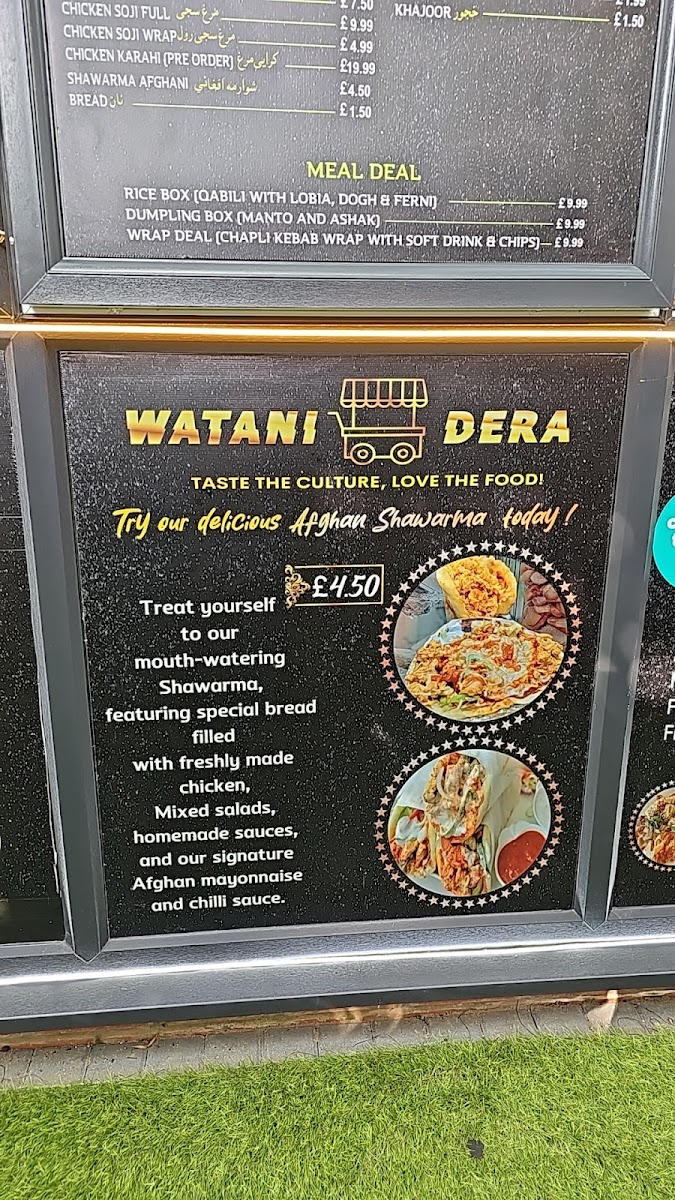 £7.50
CHICKEN SOJI FULL مرغ سجی £9.99
CHICKEN SOJI WRAP مرغ سجی رول £4.99
CHICKEN KARAHI (PRE ORDER) کرایی مرغ £19.99
SHAWARMA AFGHANI شوارمه افغانی £4.50
BREAD نان £1.50
£1.99
KHAJOOR خجور £1.50
MEAL DEAL
RICE BOX (QABILI WITH LOBIA, DOGH & FERNI) £9.99
DUMPLING BOX (MANTO AND ASHAK) £9.99
WRAP DEAL (CHAPLI KEBAB WRAP WITH SOFT DRINK & CHIPS) £9.99
WATANI DERA
TASTE THE CULTURE, LOVE THE FOOD!
Try our delicious Afghan Shawarma today!
£4.50
Treat yourself
to our
mouth-watering
Shawarma,
featuring special bread
filled
with freshly made
chicken,
Mixed salads,
homemade sauces,
and our signature
Afghan mayonnaise
and chilli sauce.